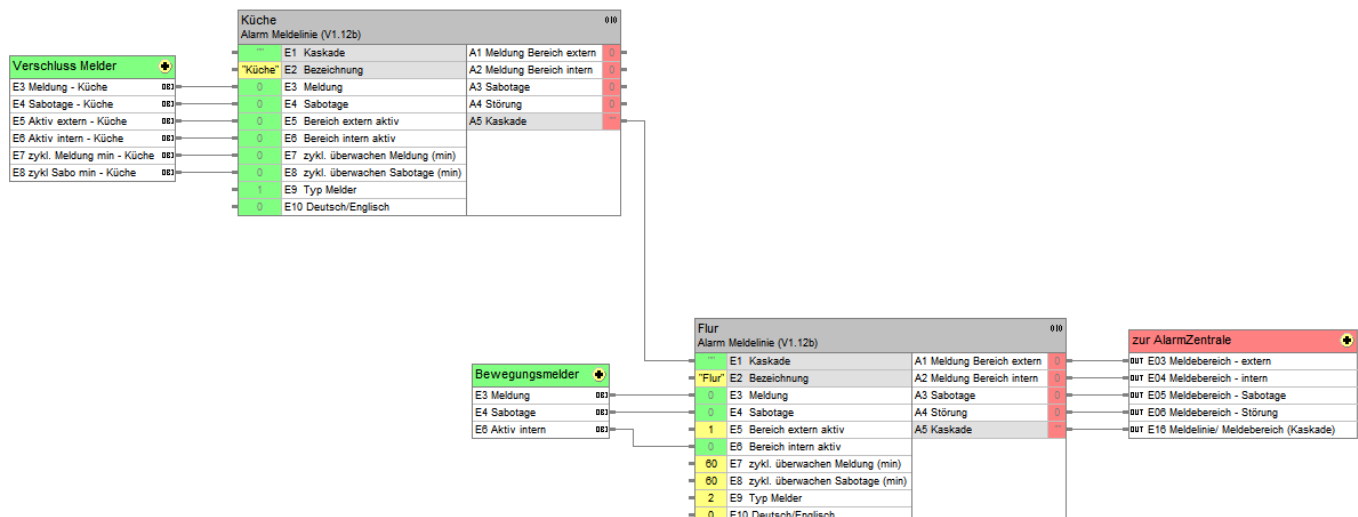 Küche
Alarm Meldelinie (V1.12b)
"" E1 Kaskade A1 Meldung Bereich extern 0
"Küche" E2 Bezeichnung A2 Meldung Bereich intern 0
0 E3 Meldung A3 Sabotage 0
0 E4 Sabotage A4 Störung 0
0 E5 Bereich extern aktiv A5 Kaskade ""
0 E6 Bereich intern aktiv
0 E7 zykl. überwachen Meldung (min)
0 E8 zykl. überwachen Sabotage (min)
1 E9 Typ Melder
0 E10 Deutsch/Englisch
Verschluss Melder
E3 Meldung - Küche
E4 Sabotage - Küche
E5 Aktiv extern - Küche
E6 Aktiv intern - Küche
E7 zykl. Meldung min - Küche
E8 zykl Sabo min - Küche
Flur
Alarm Meldelinie (V1.12b)
"" E1 Kaskade A1 Meldung Bereich extern 0
"Flur" E2 Bezeichnung A2 Meldung Bereich intern 0
0 E3 Meldung A3 Sabotage 0
0 E4 Sabotage A4 Störung 0
1 E5 Bereich extern aktiv A5 Kaskade ""
0 E6 Bereich intern aktiv
60 E7 zykl. überwachen Meldung (min)
60 E8 zykl. überwachen Sabotage (min)
2 E9 Typ Melder
0 E10 Deutsch/Englisch
Bewegungsmelder
E3 Meldung
E4 Sabotage
E6 Aktiv intern
zur AlarmZentrale
OUT E03 Meldebereich - extern
OUT E04 Meldebereich - intern
OUT E05 Meldebereich - Sabotage
OUT E06 Meldebereich - Störung
OUT E16 Meldelinie/ Meldebereich (Kaskade)